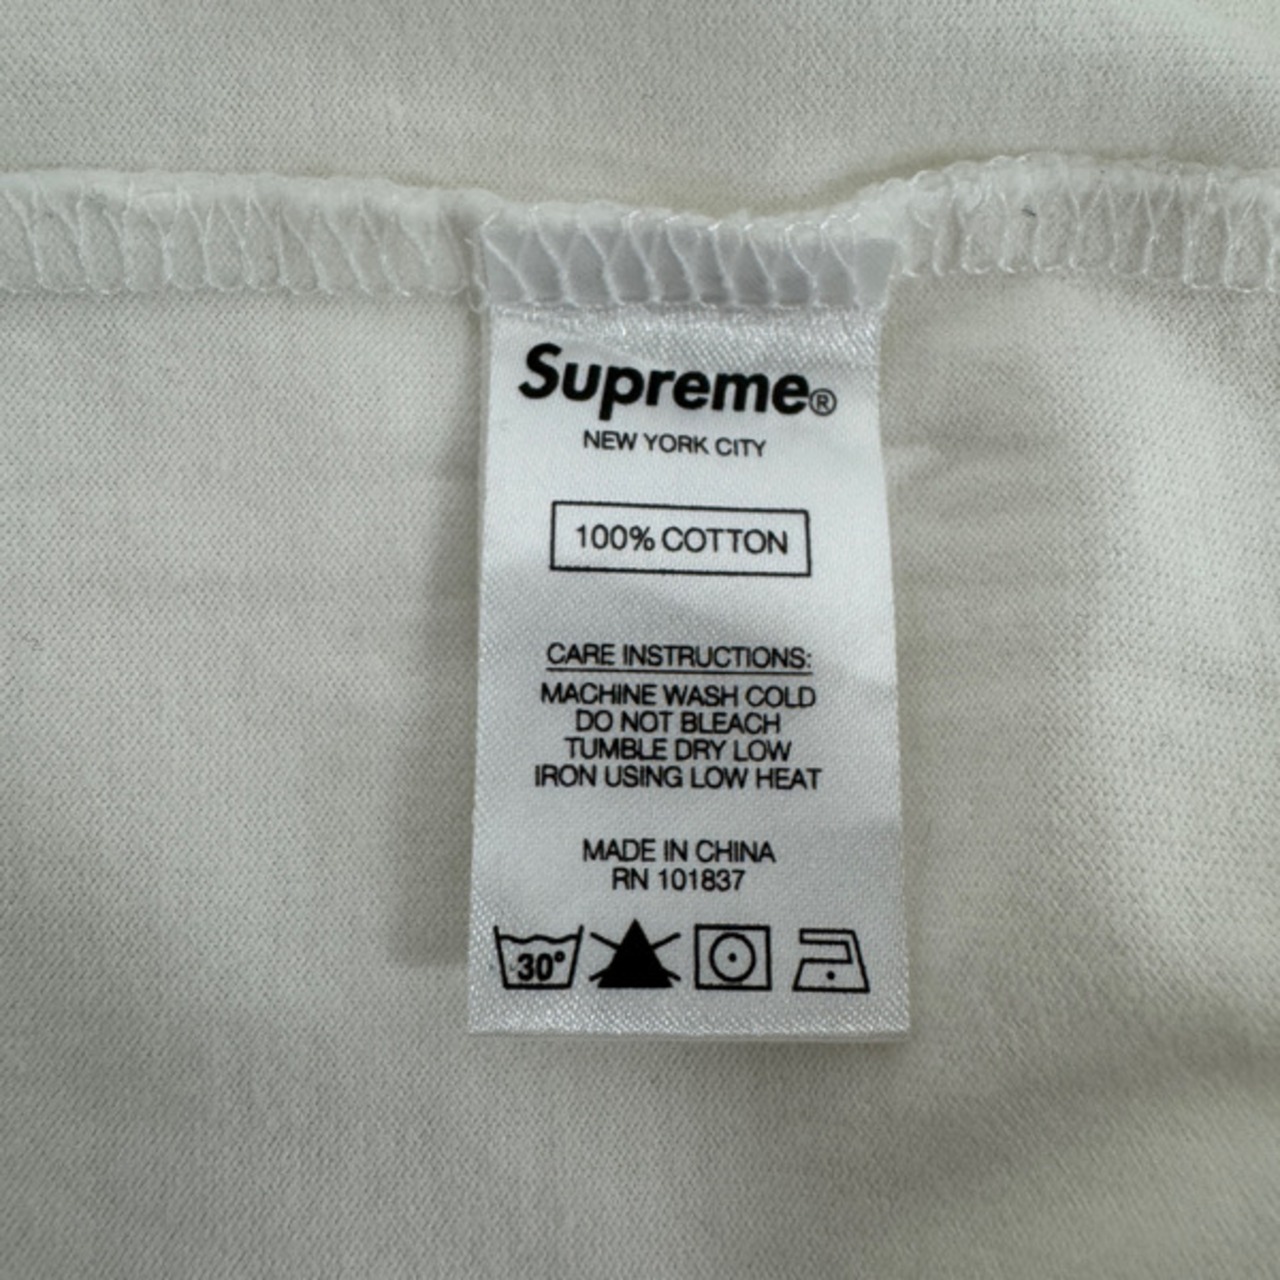 Supreme®
NEW YORK CITY
100% COTTON
CARE INSTRUCTIONS:
MACHINE WASH COLD
DO NOT BLEACH
TUMBLE DRY LOW
IRON USING LOW HEAT
MADE IN CHINA
RN 101837
30°